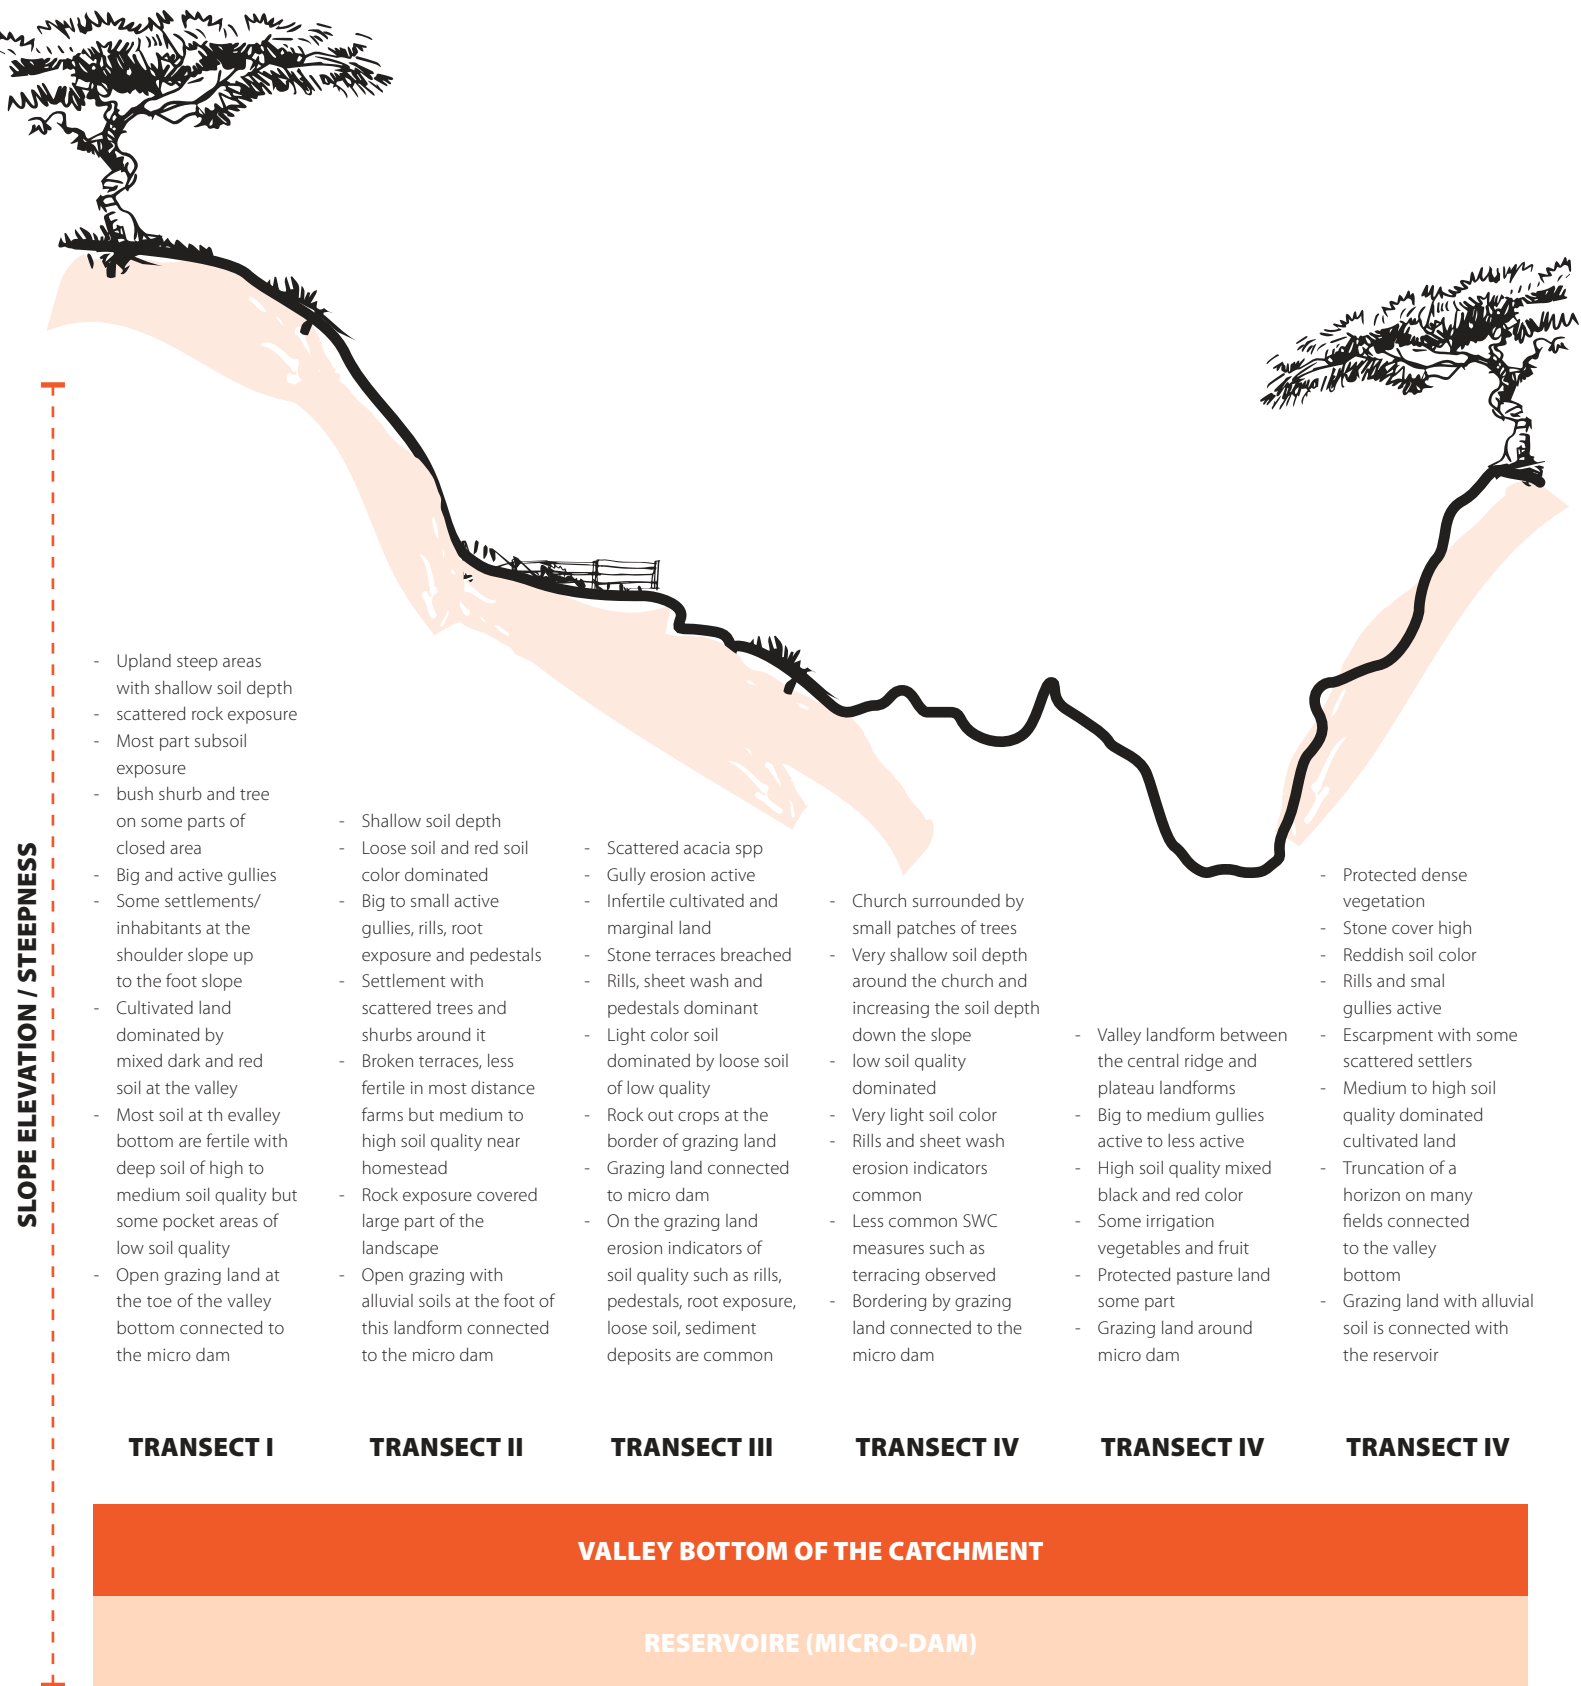 SLOPE ELEVATION / STEEPNESS
- Upland steep areas
with shallow soil depth
- scattered rock exposure
- Most part subsoil
exposure
- bush shurb and tree
on some parts of
closed area
- Big and active gullies
- Some settlements/
inhabitants at the
shoulder slope up
to the foot slope
- Cultivated land
dominated by
mixed dark and red
soil at the valley
- Most soil at th evalley
bottom are fertile with
deep soil of high to
medium soil quality but
some pocket areas of
low soil quality
- Open grazing land at
the toe of the valley
bottom connected to
the micro dam
TRANSECT I
- Shallow soil depth
- Loose soil and red soil
color dominated
- Big to small active
gullies, rills, root
exposure and pedestals
- Settlement with
scattered trees and
shurbs around it
- Broken terraces, less
fertile in most distance
farms but medium to
high soil quality near
homestead
- Rock exposure covered
large part of the
landscape
- Open grazing with
alluvial soils at the foot of
this landform connected
to the micro dam
TRANSECT II
- Scattered acacia spp
- Gully erosion active
- Infertile cultivated and
marginal land
- Stone terraces breached
- Rills, sheet wash and
pedestals dominant
- Light color soil
dominated by loose soil
of low quality
- Rock out crops at the
border of grazing land
- Grazing land connected
to micro dam
- On the grazing land
erosion indicators of
soil quality such as rills,
pedestals, root exposure,
loose soil, sediment
deposits are common
TRANSECT III
- Church surrounded by
small patches of trees
- Very shallow soil depth
around the church and
increasing the soil depth
down the slope
- low soil quality
dominated
- Very light soil color
- Rills and sheet wash
erosion indicators
common
- Less common SWC
measures such as
terracing observed
- Bordering by grazing
land connected to the
micro dam
TRANSECT IV
- Valley landform between
the central ridge and
plateau landforms
- Big to medium gullies
active to less active
- High soil quality mixed
black and red color
- Some irrigation
vegetables and fruit
- Protected pasture land
some part
- Grazing land around
micro dam
TRANSECT IV
- Protected dense
vegetation
- Stone cover high
- Reddish soil color
- Rills and smal
gullies active
- Escarpment with some
scattered settlers
- Medium to high soil
quality dominated
cultivated land
- Truncation of a
horizon on many
fields connected
to the valley
bottom
- Grazing land with alluvial
soil is connected with
the reservoir
TRANSECT IV
VALLEY BOTTOM OF THE CATCHMENT
RESERVOIRE (MICRO-DAM)